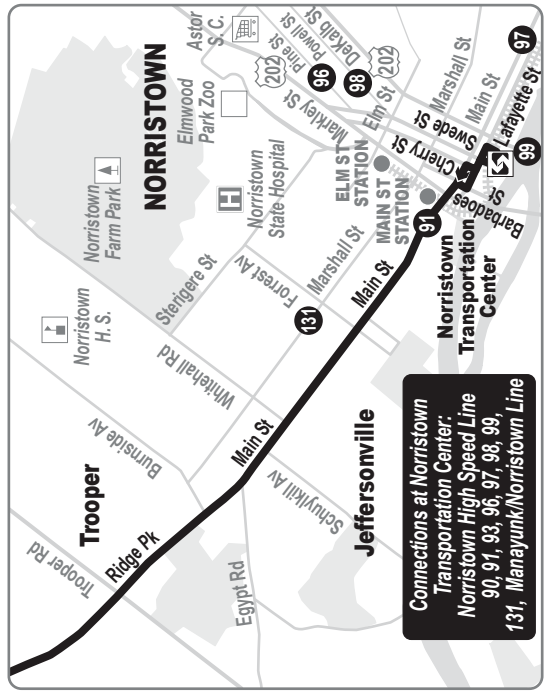 Astor
S. C.
DeKalb St
Powell St
Pine St
202
96
98
202
97
NORRISTOWN
Elmwood
Park Zoo
Markley St
Elm St
Marshall St
Main St
Swede St
Cherry St
Lafayette St
99
Barbadoes
St
Norristown
Farm Park
H
Norristown
State Hospital
ELM ST
STATION
MAIN ST
STATION
91
Norristown
Transportation
Center
Norristown
H. S.
Sterigere St
Forrest Av
Marshall St
131
Main St
Whitehall Rd
Burnside Av
Main St
Schuylkill Av
Jeffersonville
Trooper
Trooper Rd
Ridge Pk
Egypt Rd
Connections at Norristown
Transportation Center:
Norristown High Speed Line
90, 91, 93, 96, 97, 98, 99,
131, Manayunk/Norristown Line